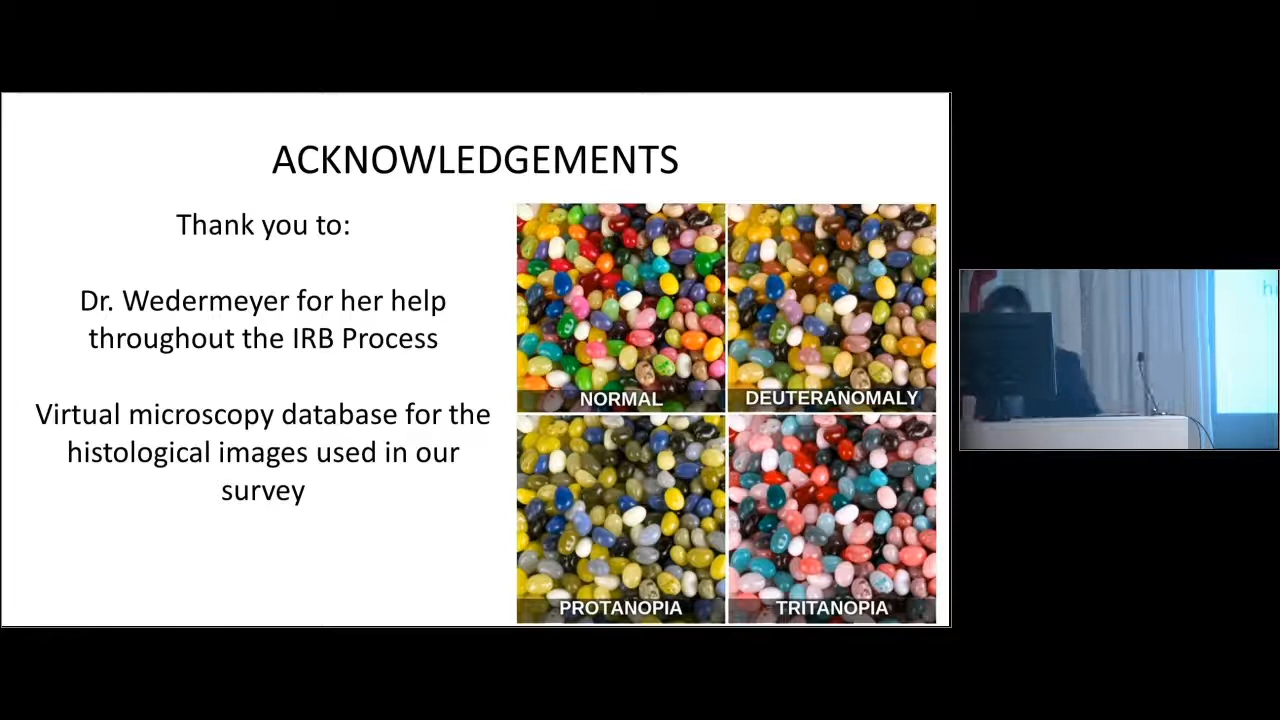 ACKNOWLEDGEMENTS
Thank you to:
Dr. Wedermeyer for her help
throughout the IRB Process
Virtual microscopy database for the
histological images used in our
survey
NORMAL
DEUTERANOMALY
PROTANOPIA
TRITANOPIA